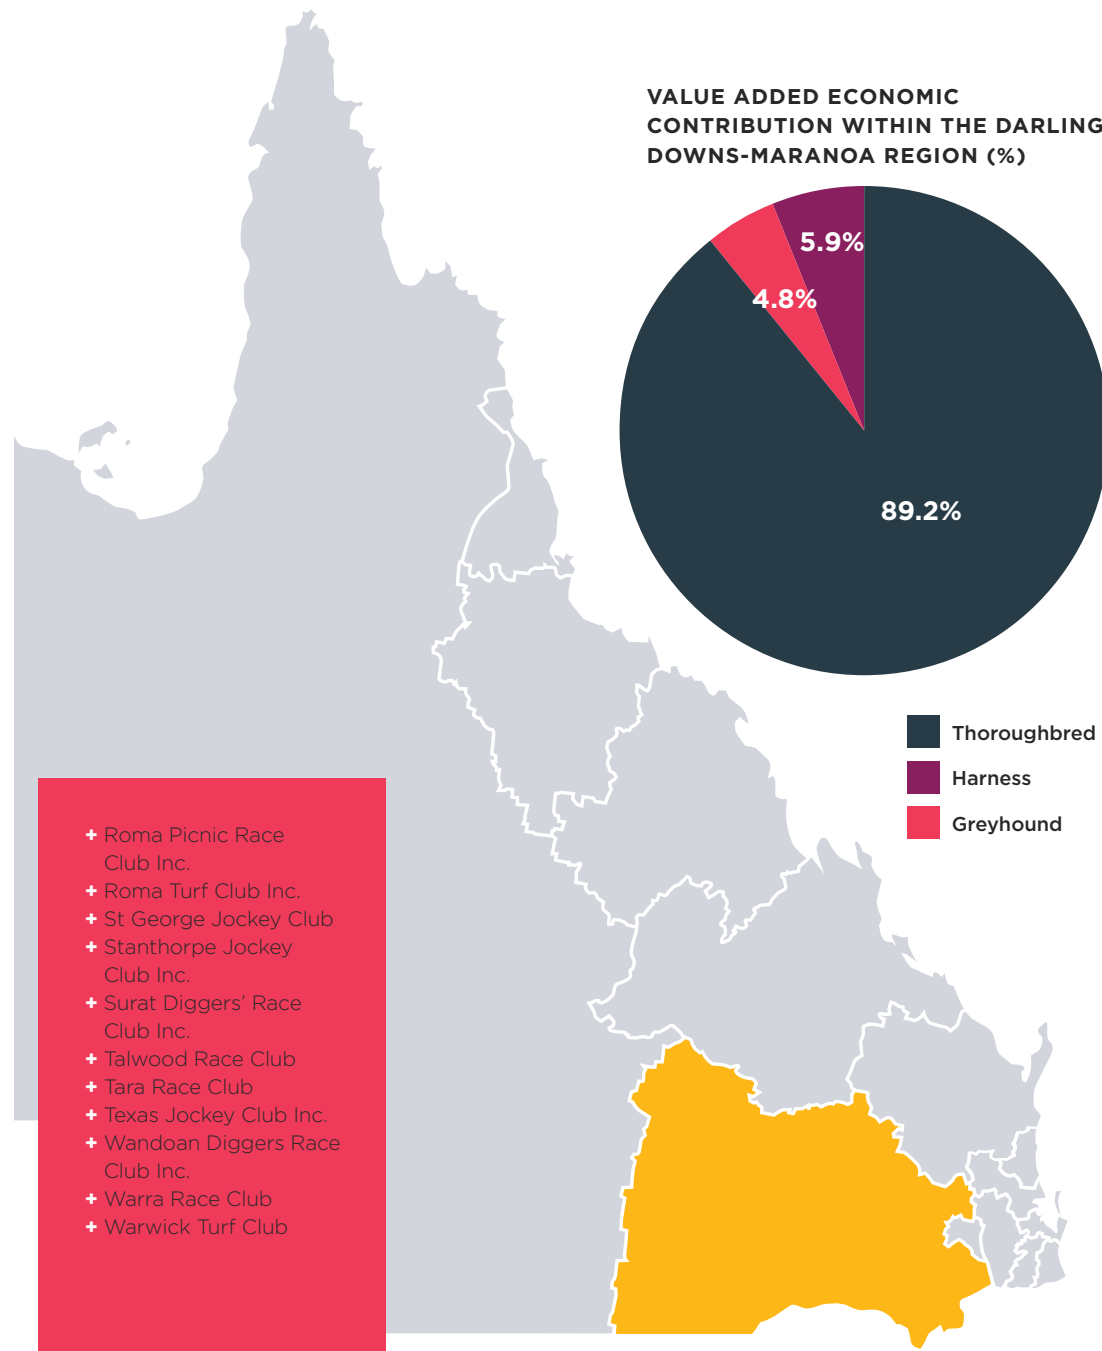 VALUE ADDED ECONOMIC
CONTRIBUTION WITHIN THE DARLING
DOWNS-MARANOA REGION (%)
5.9%
4.8%
89.2%
Thoroughbred
Harness
Greyhound
+ Roma Picnic Race
Club Inc.
+ Roma Turf Club Inc.
+ St George Jockey Club
+ Stanthorpe Jockey
Club Inc.
+ Surat Diggers’ Race
Club Inc.
+ Talwood Race Club
+ Tara Race Club
+ Texas Jockey Club Inc.
+ Wandoan Diggers Race
Club Inc.
+ Warra Race Club
+ Warwick Turf Club